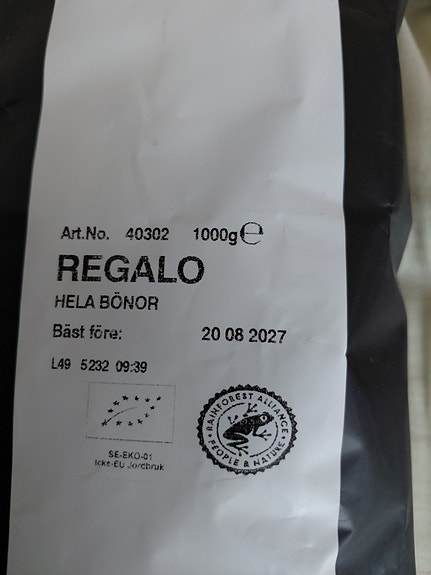 Art.No. 40302 1000g ℮
REGALO
HELA BÖNOR
Bäst före: 20 08 2027
L49 5232 09:39
SE-EKO-01
Icke-EU Jordbruk
RAINFOREST ALLIANCE
PEOPLE & NATURE